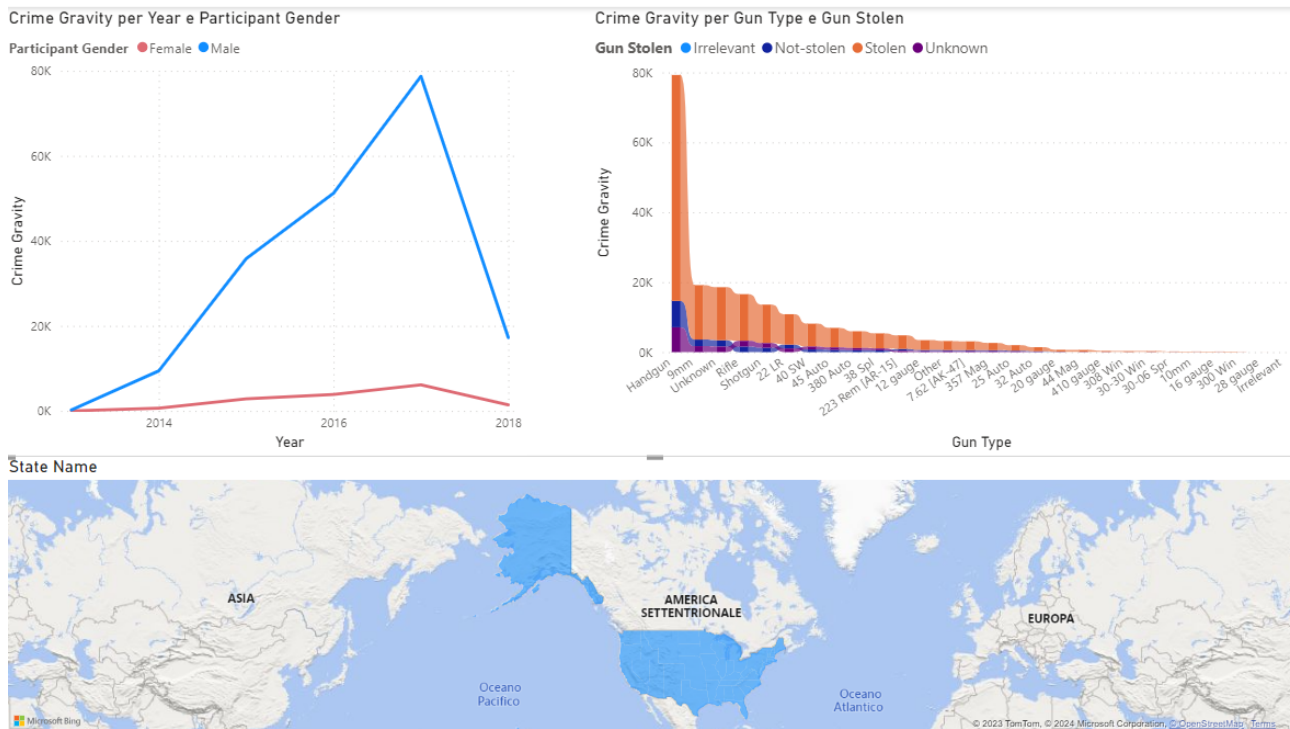 Crime Gravity per Year e Participant Gender
Participant Gender Female Male
80K
60K
40K
20K
0K
Crime Gravity
2014 2016 2018
Year
Crime Gravity per Gun Type e Gun Stolen
Gun Stolen Irrelevant Not-stolen Stolen Unknown
80K
60K
40K
20K
0K
Crime Gravity
Handgun
9mm
Unknown
Rifle
Shotgun
22 LR
40 SW
45 Auto
380 Auto
38 Spl
223 Rem [AR-15]
12 gauge
Other
7.62 [AK-47]
357 Mag
25 Auto
32 Auto
20 gauge
44 Mag
410 gauge
308 Win
30-30 Win
30-06 Spr
10mm
16 gauge
300 Win
28 gauge
Irrelevant
Gun Type
State Name
ASIA
AMERICA
SETTENTRIONALE
EUROPA
Oceano
Pacifico
Oceano
Atlantico
Microsoft Bing
© 2023 TomTom, © 2024 Microsoft Corporation, © OpenStreetMap Terms